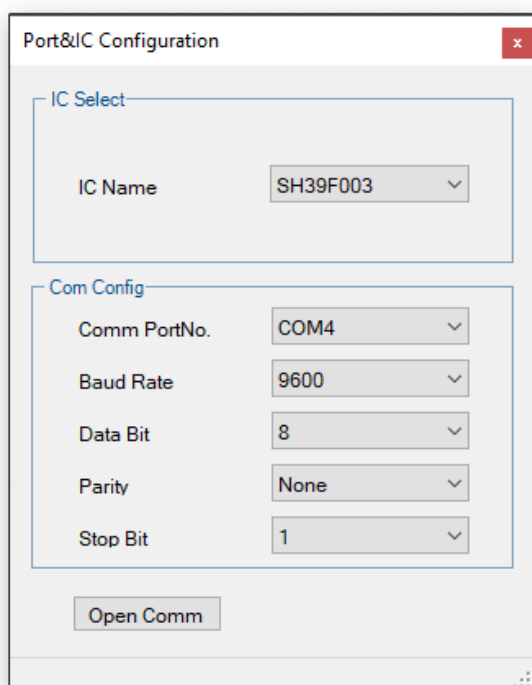 Port&IC Configuration
x
IC Select
IC Name SH39F003
Com Config
Comm PortNo. COM4
Baud Rate 9600
Data Bit 8
Parity None
Stop Bit 1
Open Comm